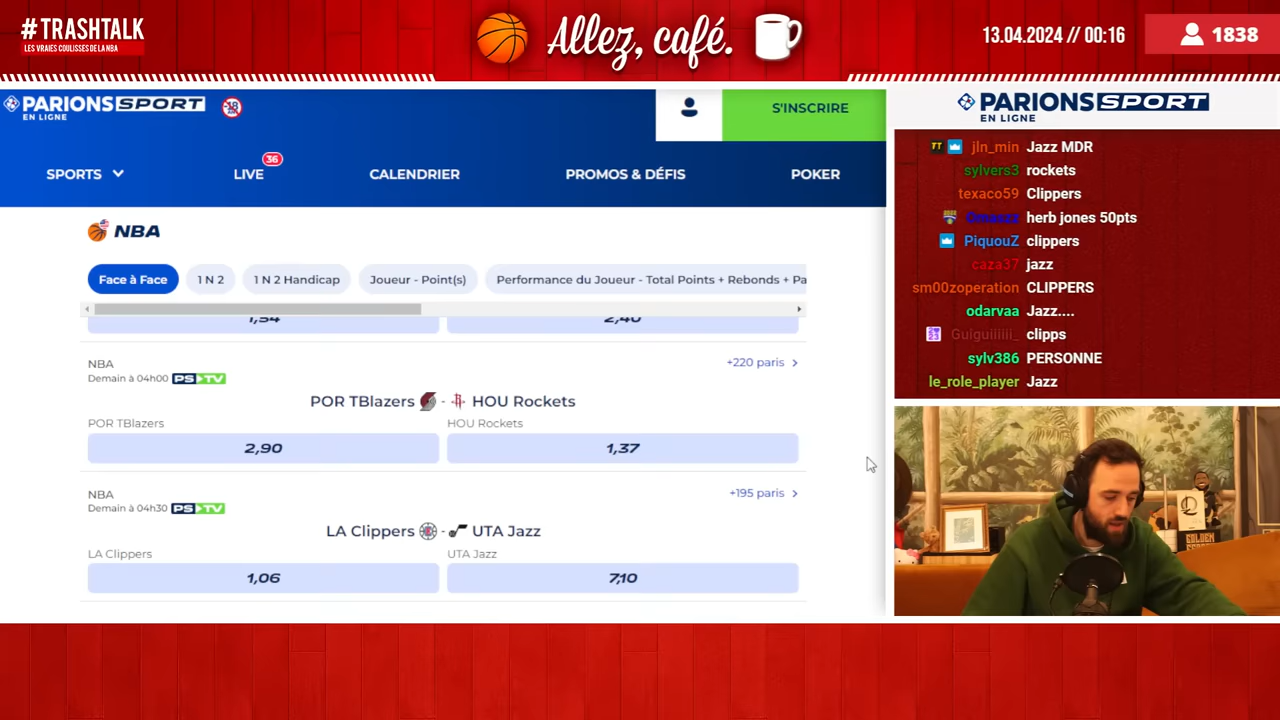 #TRASHTALK
LES VRAIES COULISSES DE LA NBA
Allez, café.
13.04.2024 // 00:16
1838
PARIONS SPORT
EN LIGNE
-18
S'INSCRIRE
SPORTS
LIVE
36
CALENDRIER
PROMOS & DÉFIS
POKER
NBA
Face à Face
1 N 2
1 N 2 Handicap
Joueur - Point(s)
Performance du Joueur - Total Points + Rebonds + Pa
NBA
+220 paris
Demain à 04h00 PS TV
POR TBlazers - HOU Rockets
POR TBlazers
HOU Rockets
2,90
1,37
NBA
+195 paris
Demain à 04h30 PS TV
LA Clippers - UTA Jazz
LA Clippers
UTA Jazz
1,06
7,10
PARIONS SPORT
EN LIGNE
TT jln_min Jazz MDR
sylvers3 rockets
texaco59 Clippers
herb jones 50pts
PiquouZ clippers
caza37 jazz
sm00zoperation CLIPPERS
odarvaa Jazz....
Guiguiiiiii_ clipps
sylv386 PERSONNE
le_role_player Jazz
GOLDEN